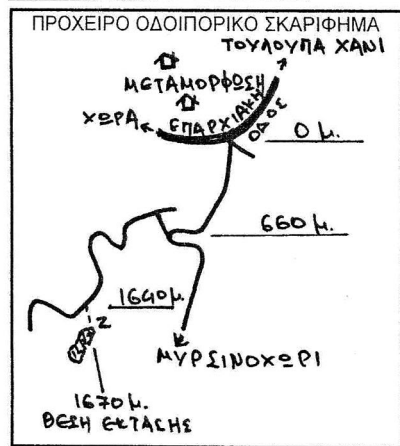 ΠΡΟΧΕΙΡΟ ΟΔΟΙΠΟΡΙΚΟ ΣΚΑΡΙΦΗΜΑ
ΤΟΥΛΟΥΠΑ ΧΑΝΙ
ΜΕΤΑΜΟΡΦΩΣΗ
ΧΩΡΑ
ΕΠΑΡΧΙΑΚΗ ΟΔΟΣ
0 μ.
660 μ.
1640 μ.
Ζ
ΜΥΡΣΙΝΟΧΩΡΙ
1670 μ.
ΘΕΣΗ ΕΚΤΑΣΗΣ